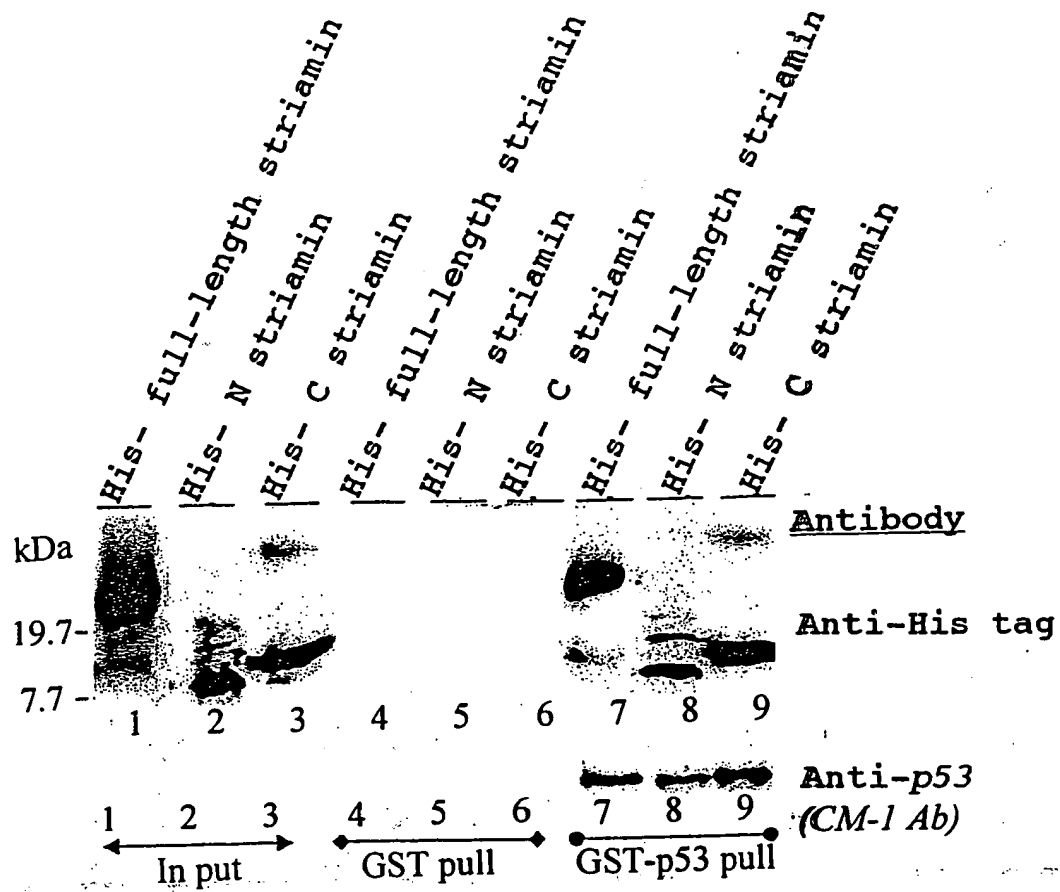 His- full-length striamin
His- N striamin
His- C striamin
His- full-length striamin
His- N striamin
His- C striamin
His- full-length striamin
His- N striamin
His- C striamin
Antibody
kDa
19.7-
Anti-His tag
7.7 -
1 2 3 4 5 6 7 8 9
Anti-p53
1 2 3 4 5 6 7 8 9
(CM-1 Ab)
In put GST pull GST-p53 pull